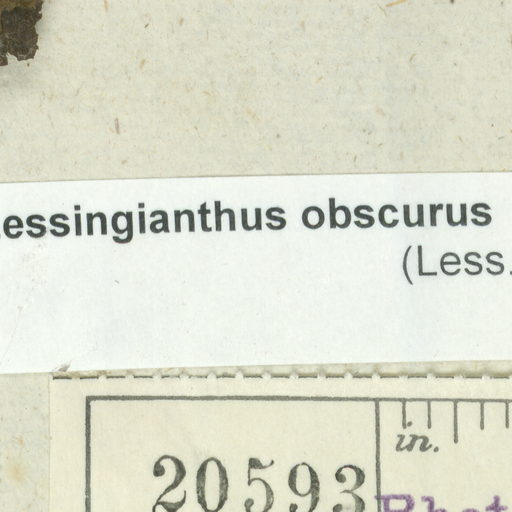 essingianthus obscurus
(Less.
in.
20593